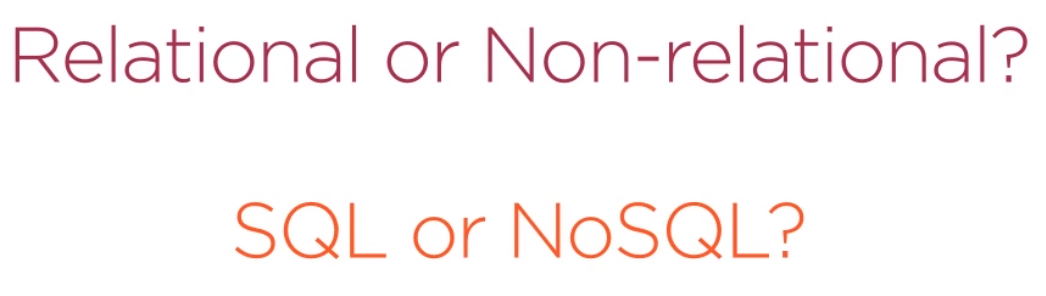 Relational or Non-relational?
SQL or NoSQL?